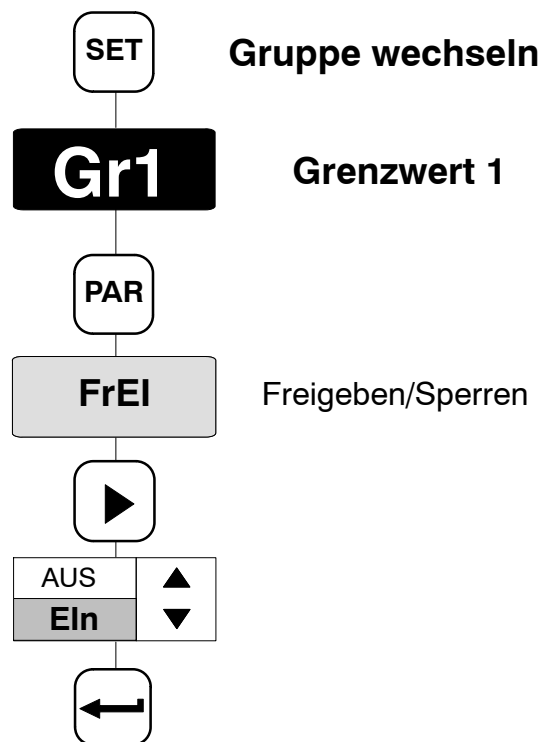 SET Gruppe wechseln
Gr1 Grenzwert 1
PAR
FrEI Freigeben/Sperren
AUS
EIn